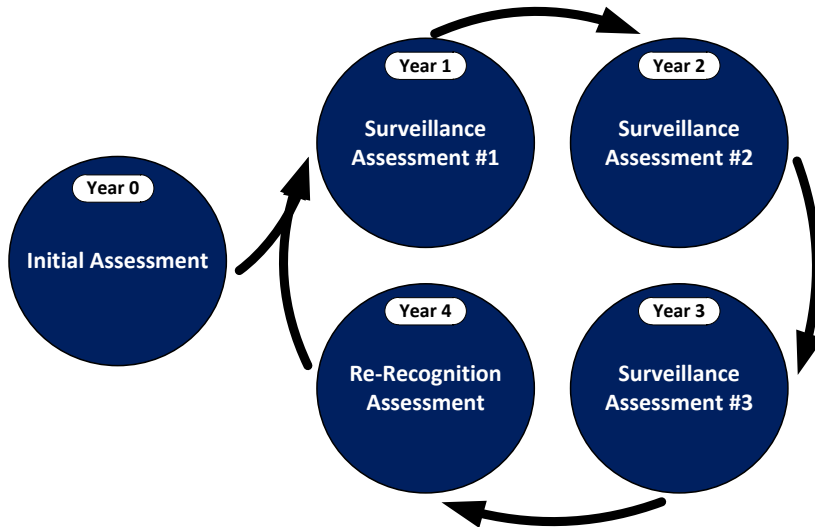 Year 0
Initial Assessment
Year 1
Surveillance
Assessment #1
Year 2
Surveillance
Assessment #2
Year 3
Surveillance
Assessment #3
Year 4
Re-Recognition
Assessment